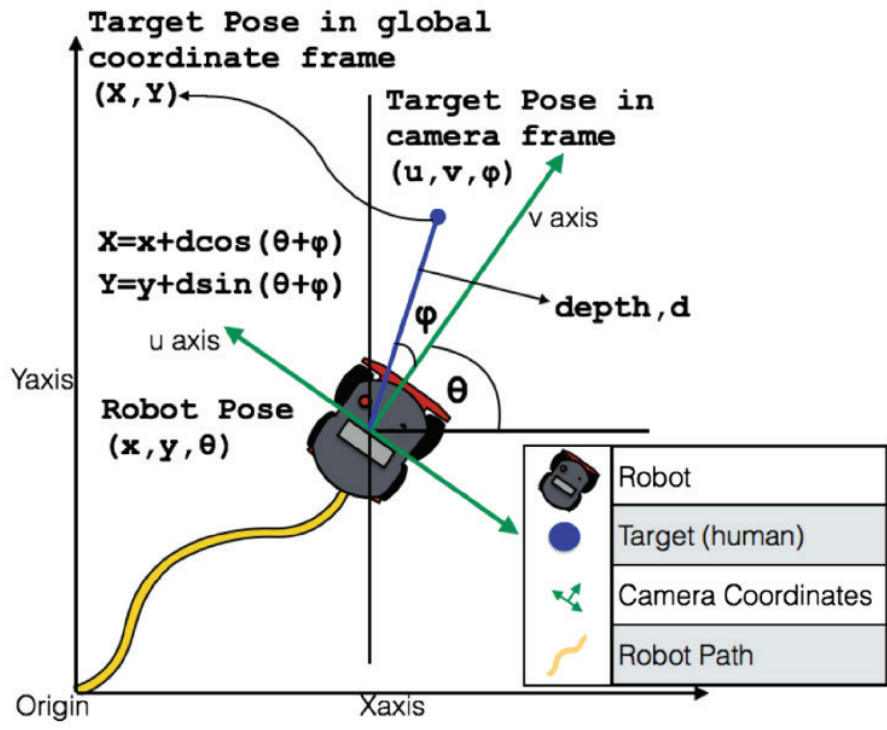 Target Pose in global
coordinate frame
(X,Y)
Target Pose in
camera frame
(u,v,φ)
v axis
X=x+dcos(θ+φ)
Y=y+dsin(θ+φ)
depth,d
φ
u axis
Yaxis
θ
Robot Pose
(x,y,θ)
Robot
Target (human)
Camera Coordinates
Robot Path
Origin
Xaxis